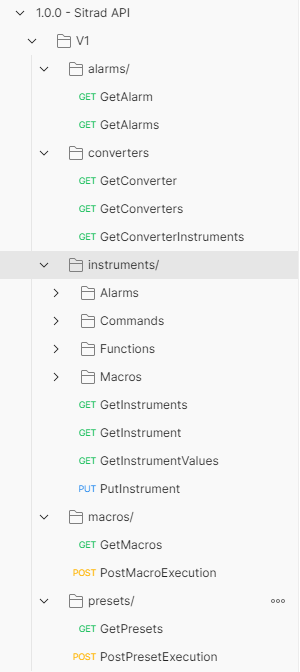 1.0.0 - Sitrad API
V1
alarms/
GET GetAlarm
GET GetAlarms
converters
GET GetConverter
GET GetConverters
GET GetConverterInstruments
instruments/
Alarms
Commands
Functions
Macros
GET GetInstruments
GET GetInstrument
GET GetInstrumentValues
PUT PutInstrument
macros/
GET GetMacros
POST PostMacroExecution
presets/
GET GetPresets
POST PostPresetExecution